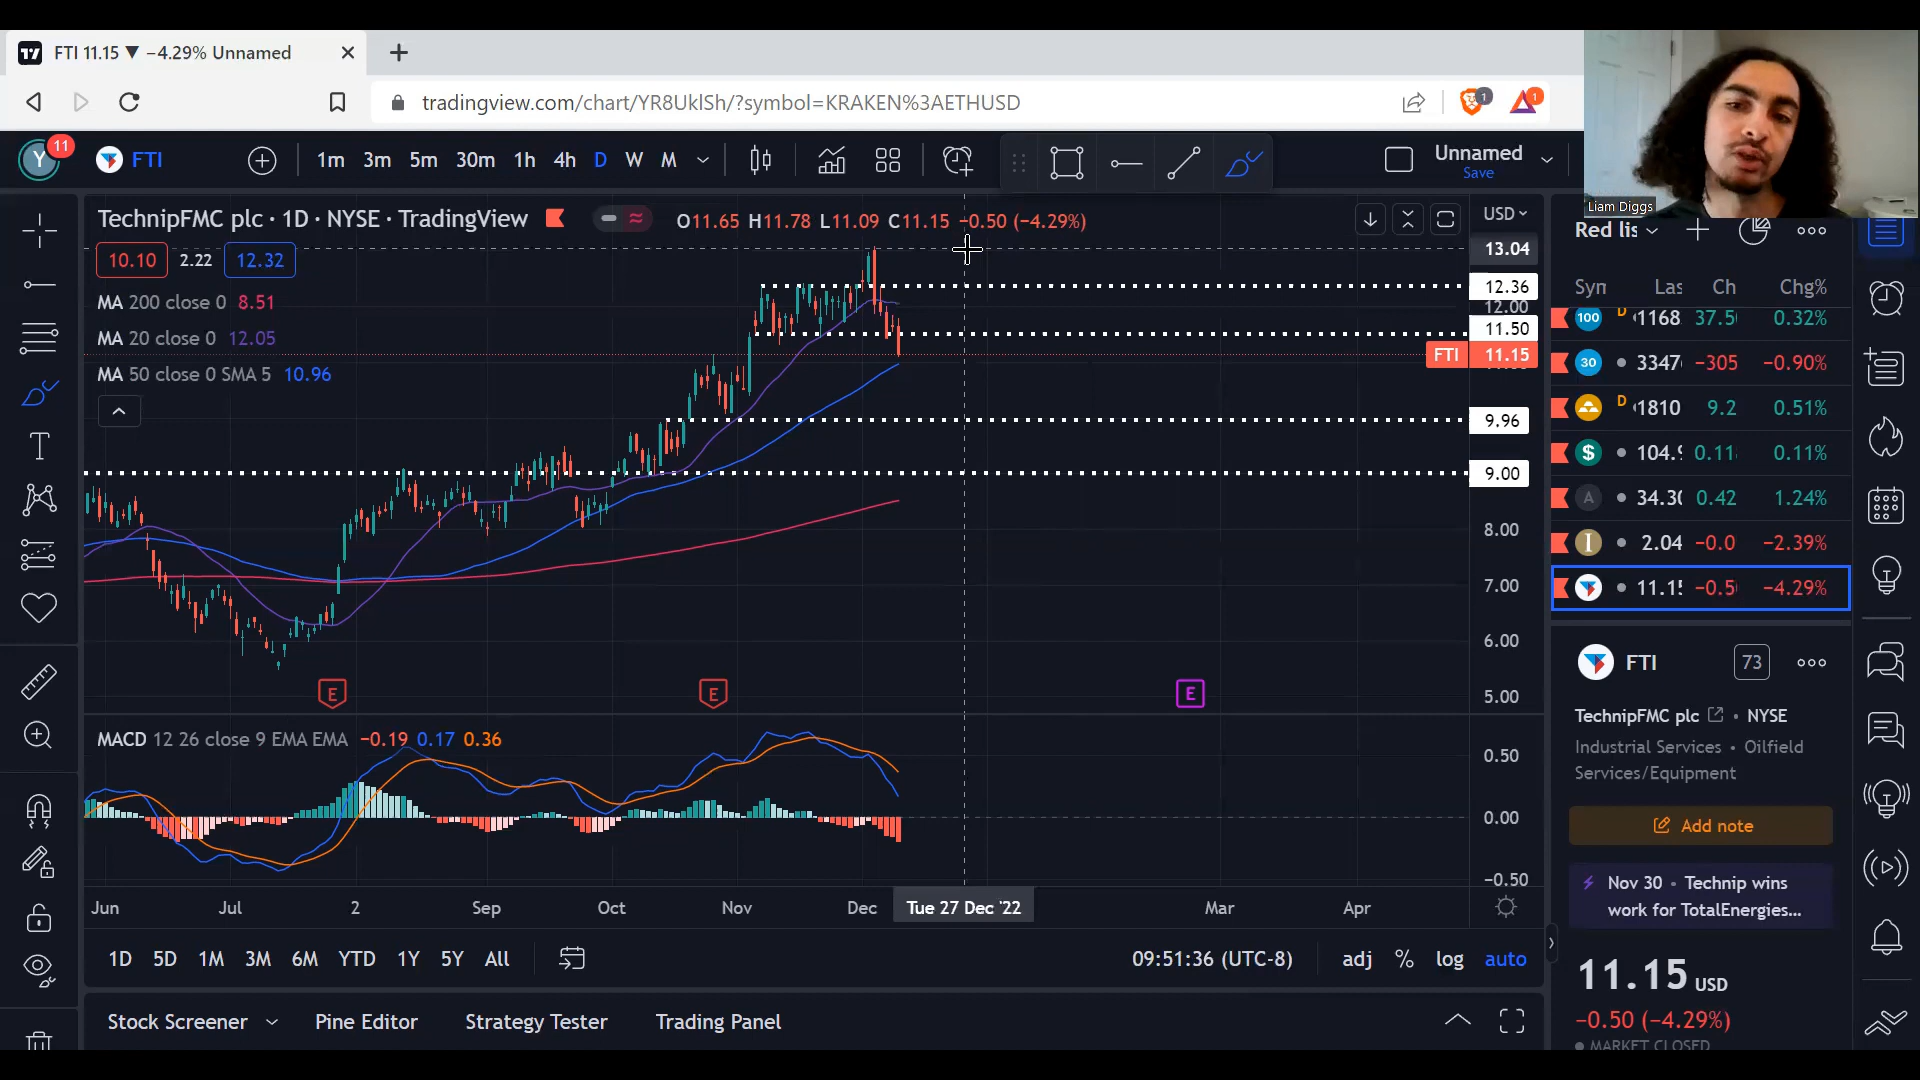 FTI 11.15 ▼ −4.29% Unnamed
tradingview.com/chart/YR8UklSh/?symbol=KRAKEN%3AETHUSD
1
1
Liam Diggs
Y
11
FTI
1m 3m 5m 30m 1h 4h D W M
Unnamed
Save
TechnipFMC plc · 1D · NYSE · TradingView
O11.65 H11.78 L11.09 C11.15 −0.50 (−4.29%)
10.10 2.22 12.32
MA 200 close 0 8.51
MA 20 close 0 12.05
MA 50 close 0 SMA 5 10.96
USD
13.04
12.36
12.00
11.50
FTI 11.15
9.96
9.00
8.00
7.00
6.00
5.00
E
E
E
MACD 12 26 close 9 EMA EMA −0.19 0.17 0.36
0.50
0.00
−0.50
Jun Jul 2 Sep Oct Nov Dec Tue 27 Dec '22 Mar Apr
1D 5D 1M 3M 6M YTD 1Y 5Y All
09:51:36 (UTC-8)
adj % log auto
Stock Screener Pine Editor Strategy Tester Trading Panel
Red lis
Syn Las Ch Chg%
100 D 1168 37.5 0.32%
30 3347 −305 −0.90%
D 1810 9.2 0.51%
$ 104.9 0.11 0.11%
A 34.30 0.42 1.24%
I 2.04 −0.0 −2.39%
11.15 −0.5 −4.29%
FTI 73
TechnipFMC plc • NYSE
Industrial Services • Oilfield
Services/Equipment
Add note
Nov 30 • Technip wins
work for TotalEnergies...
11.15 USD
−0.50 (−4.29%)
MARKET CLOSED